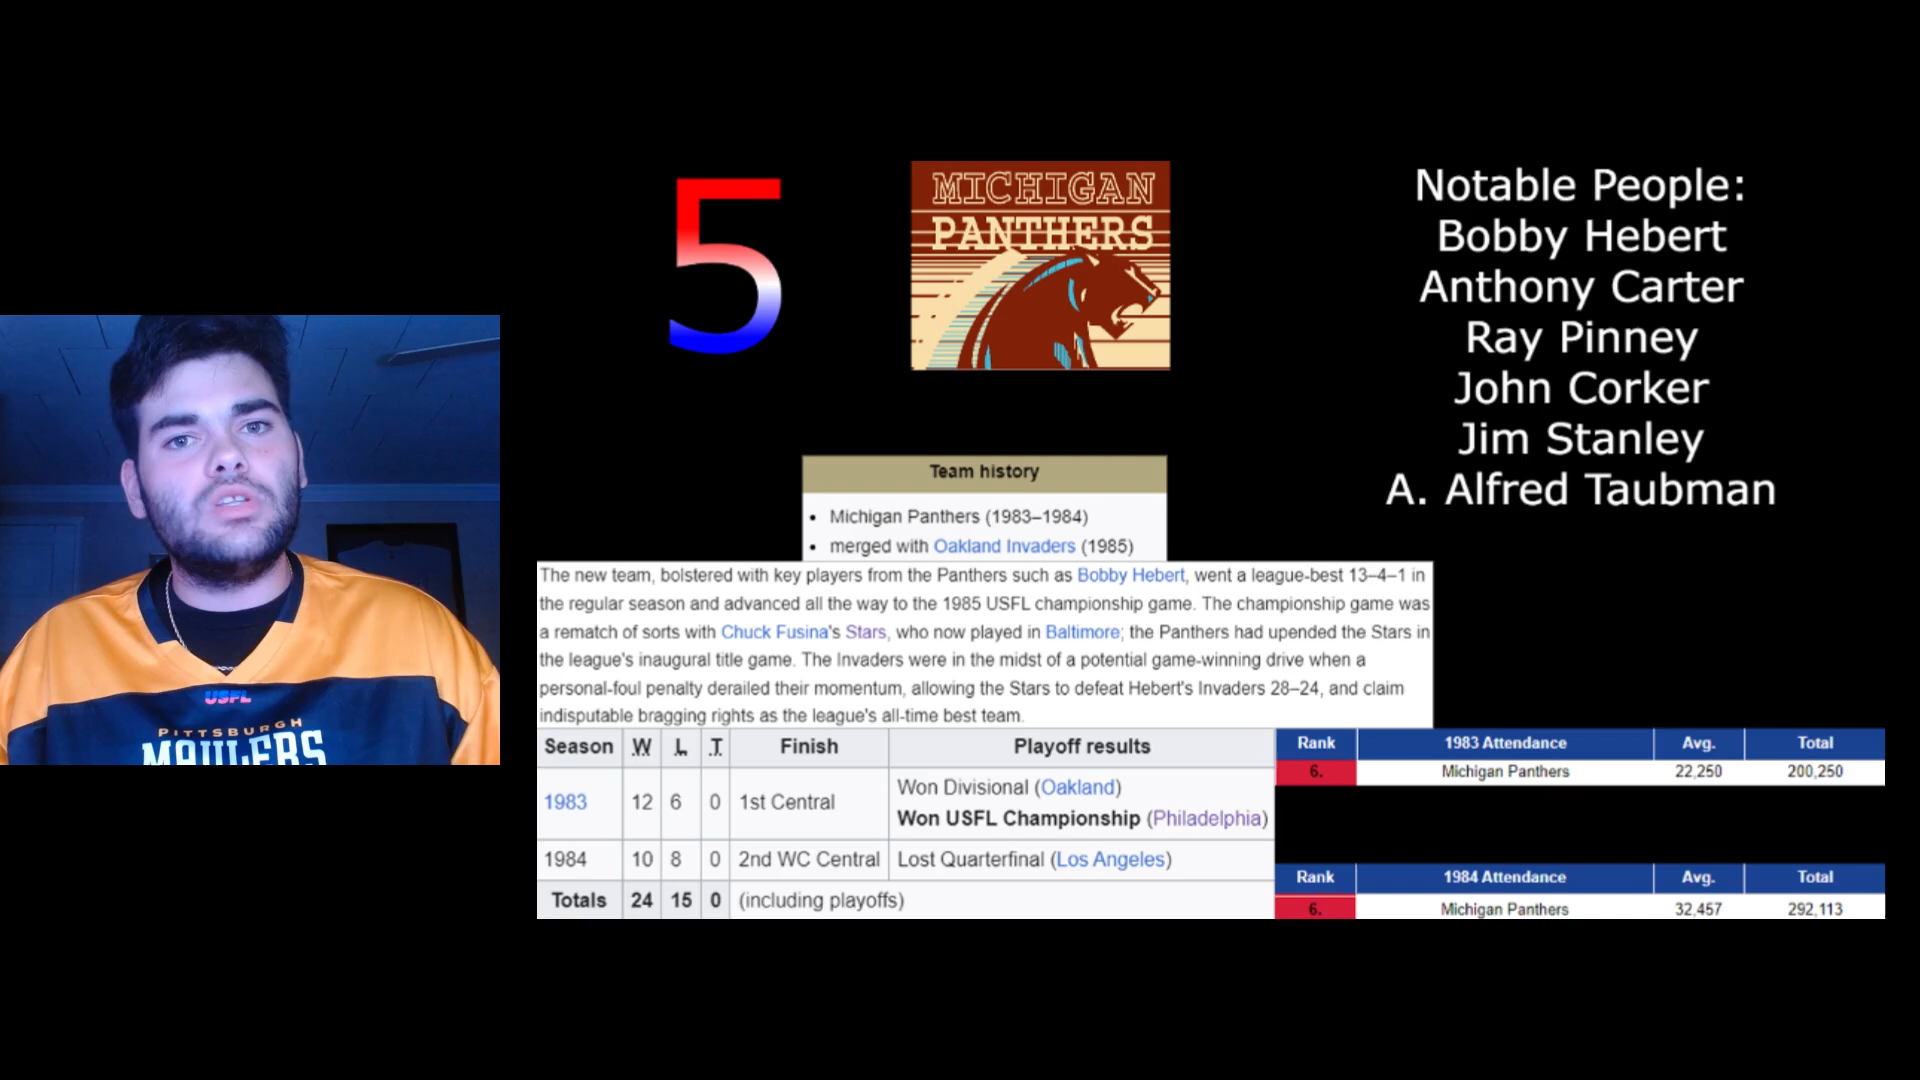 5
MICHIGAN
PANTHERS
Notable People:
Bobby Hebert
Anthony Carter
Ray Pinney
John Corker
Jim Stanley
A. Alfred Taubman
USFL
PITTSBURGH
MAULERS
Team history
• Michigan Panthers (1983–1984)
• merged with Oakland Invaders (1985)
The new team, bolstered with key players from the Panthers such as Bobby Hebert, went a league-best 13–4–1 in
the regular season and advanced all the way to the 1985 USFL championship game. The championship game was
a rematch of sorts with Chuck Fusina's Stars, who now played in Baltimore; the Panthers had upended the Stars in
the league's inaugural title game. The Invaders were in the midst of a potential game-winning drive when a
personal-foul penalty derailed their momentum, allowing the Stars to defeat Hebert's Invaders 28–24, and claim
indisputable bragging rights as the league's all-time best team.
Season W L T Finish Playoff results
1983 12 6 0 1st Central Won Divisional (Oakland)
Won USFL Championship (Philadelphia)
1984 10 8 0 2nd WC Central Lost Quarterfinal (Los Angeles)
Totals 24 15 0 (including playoffs)
Rank 1983 Attendance Avg. Total
6. Michigan Panthers 22,250 200,250
Rank 1984 Attendance Avg. Total
6. Michigan Panthers 32,457 292,113